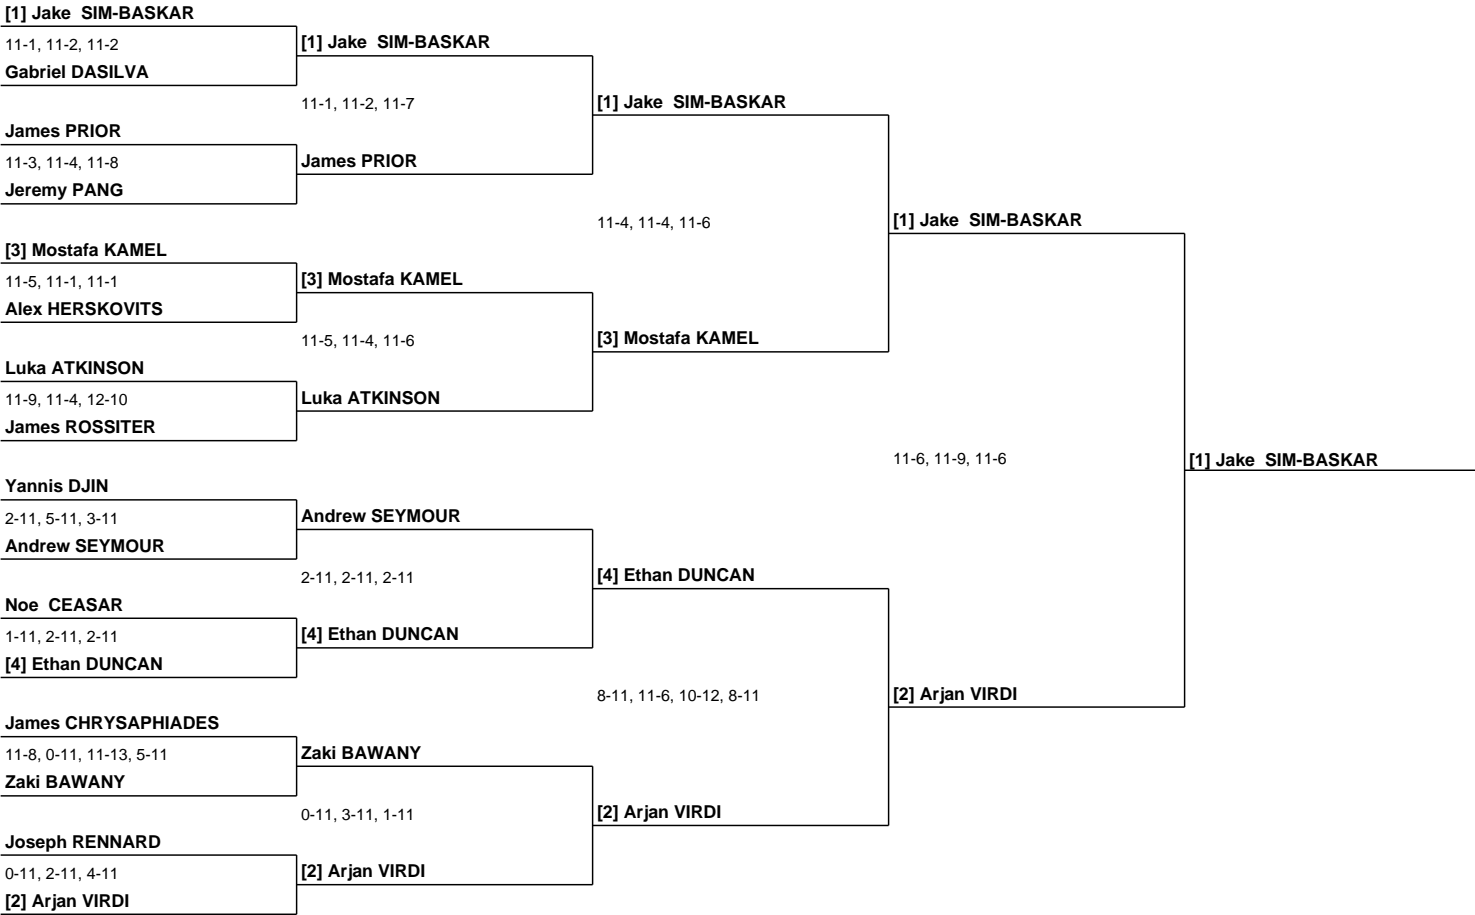 [1] Jake  SIM-BASKAR
11-1, 11-2, 11-2
[1] Jake  SIM-BASKAR
Gabriel DASILVA
11-1, 11-2, 11-7
[1] Jake  SIM-BASKAR
James PRIOR
11-3, 11-4, 11-8
James PRIOR
Jeremy PANG
11-4, 11-4, 11-6
[1] Jake  SIM-BASKAR
[3] Mostafa KAMEL
11-5, 11-1, 11-1
[3] Mostafa KAMEL
Alex HERSKOVITS
11-5, 11-4, 11-6
[3] Mostafa KAMEL
Luka ATKINSON
11-9, 11-4, 12-10
Luka ATKINSON
James ROSSITER
11-6, 11-9, 11-6
[1] Jake  SIM-BASKAR
Yannis DJIN
2-11, 5-11, 3-11
Andrew SEYMOUR
Andrew SEYMOUR
2-11, 2-11, 2-11
[4] Ethan DUNCAN
Noe  CEASAR
1-11, 2-11, 2-11
[4] Ethan DUNCAN
[4] Ethan DUNCAN
8-11, 11-6, 10-12, 8-11
[2] Arjan VIRDI
James CHRYSAPHIADES
11-8, 0-11, 11-13, 5-11
Zaki BAWANY
Zaki BAWANY
0-11, 3-11, 1-11
[2] Arjan VIRDI
Joseph RENNARD
0-11, 2-11, 4-11
[2] Arjan VIRDI
[2] Arjan VIRDI